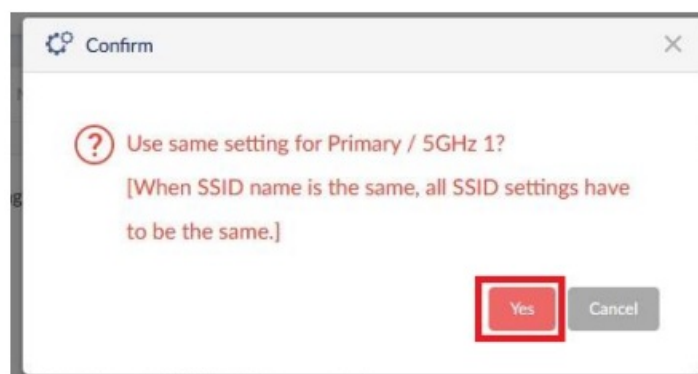 Confirm
Use same setting for Primary / 5GHz 1?
[When SSID name is the same, all SSID settings have
to be the same.]
Yes
Cancel